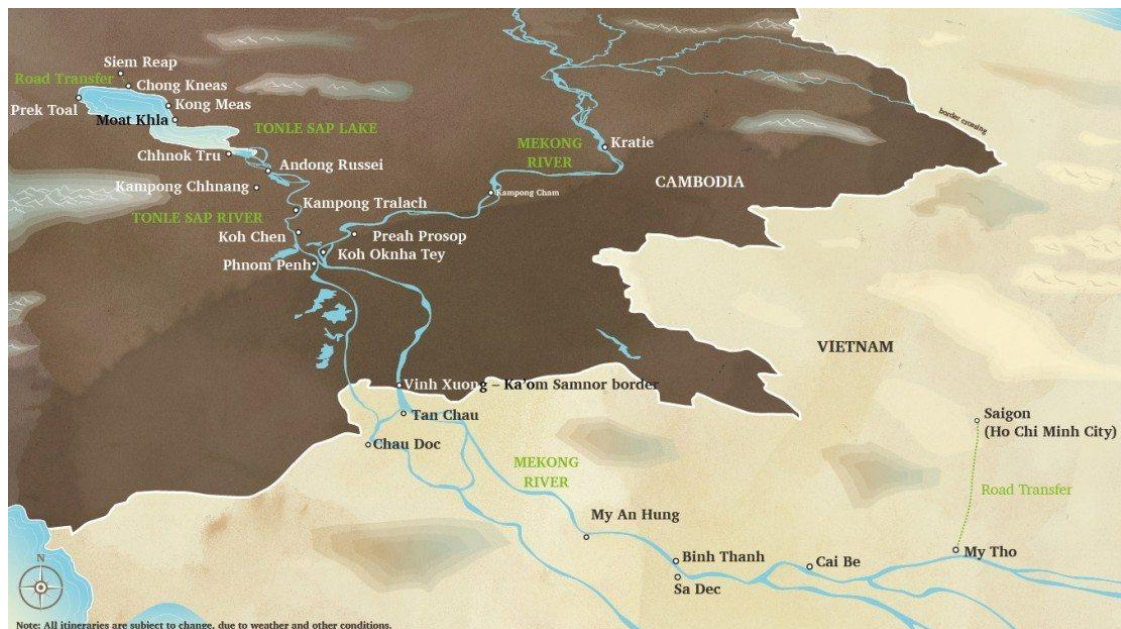 Siem Reap
Road Transfer
Chong Kneas
Prek Toal
Kong Meas
Moat Khla
TONLE SAP LAKE
Chhnok Tru
Andong Russei
Kampong Chhnang
TONLE SAP RIVER
Kampong Tralach
Koh Chen
Preah Prosop
Koh Oknha Tey
Phnom Penh
MEKONG
RIVER
Kratie
Kampong Cham
CAMBODIA
border crossing
VIETNAM
Vinh Xuong – Ka'om Samnor border
Tan Chau
Chau Doc
MEKONG
RIVER
My An Hung
Binh Thanh
Sa Dec
Cai Be
My Tho
Saigon
(Ho Chi Minh City)
Road Transfer
N
Note: All itineraries are subject to change, due to weather and other conditions.